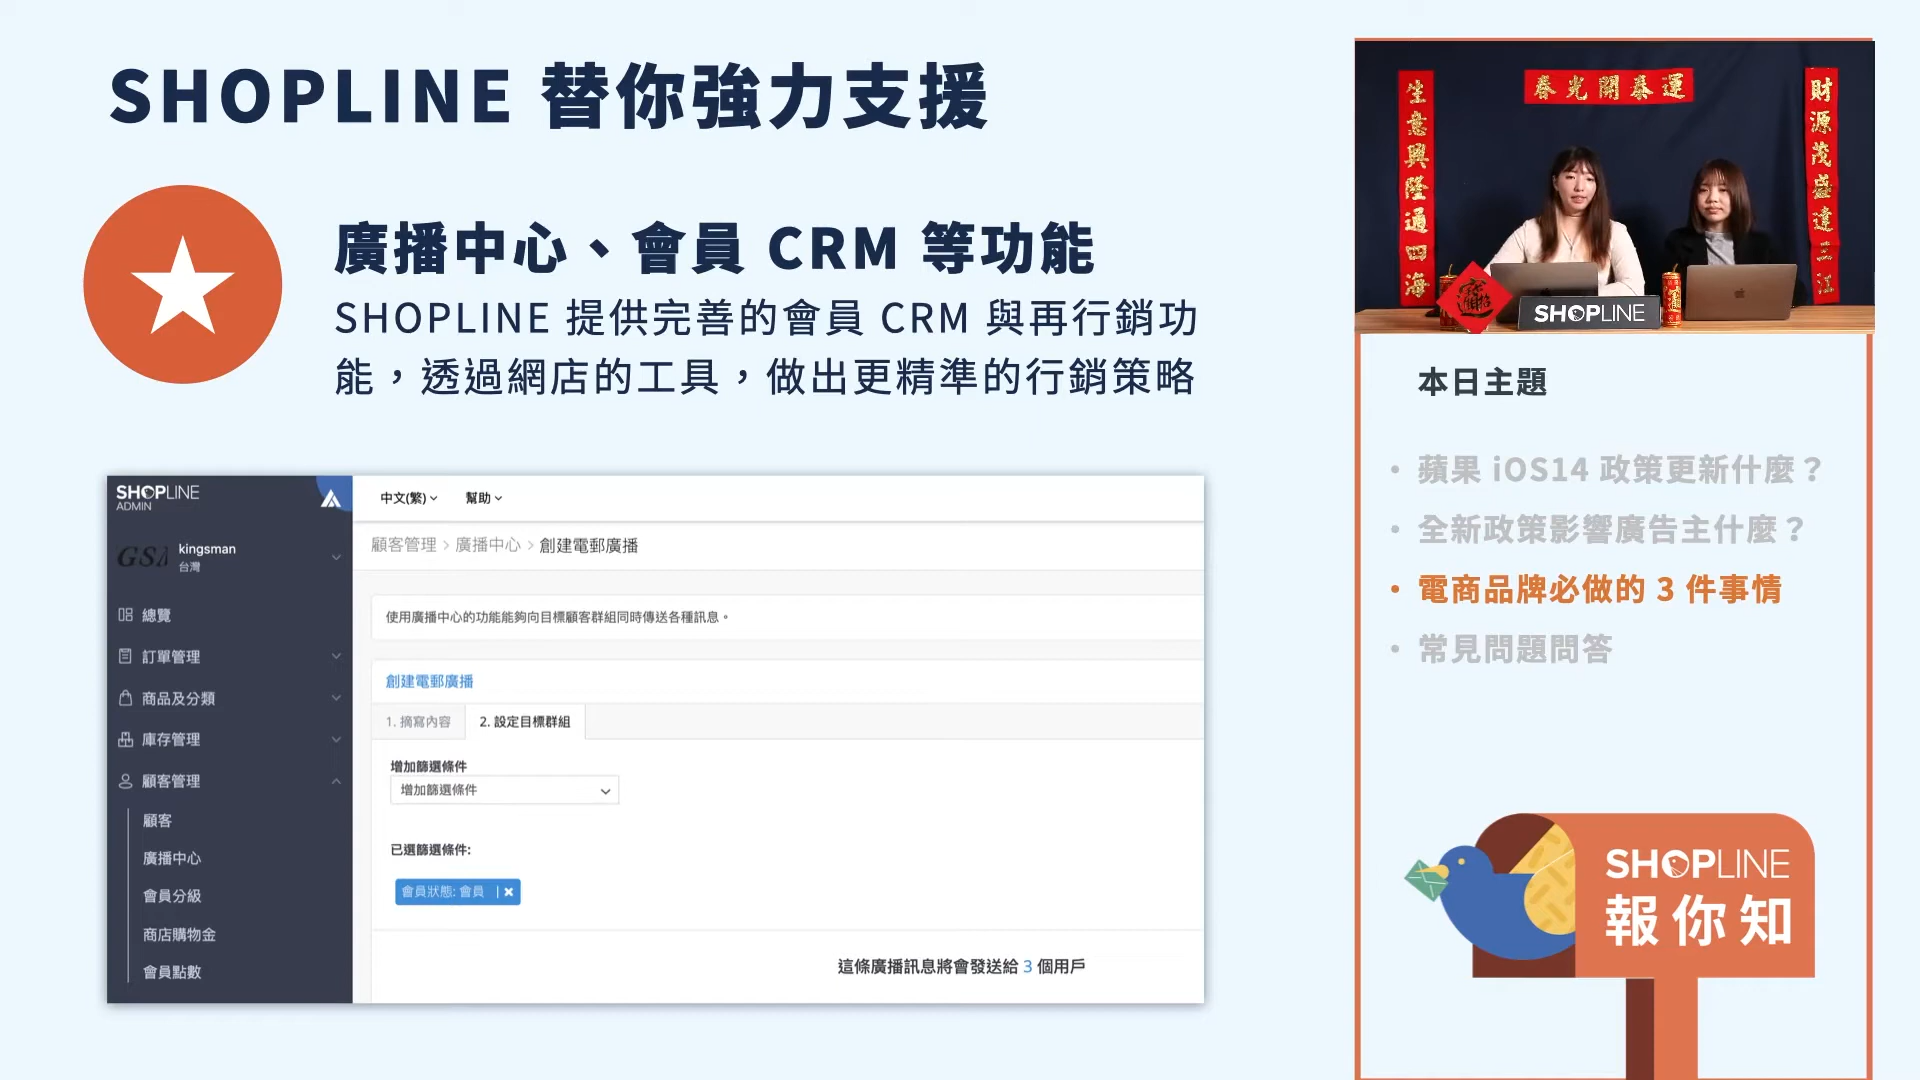 SHOPLINE 替你強力支援
廣播中心、會員 CRM 等功能
SHOPLINE 提供完善的會員 CRM 與再行銷功
能，透過網店的工具，做出更精準的行銷策略
SHOPLINE
ADMIN
中文(繁)
幫助
kingsman
台灣
顧客管理 > 廣播中心 > 創建電郵廣播
總覽
訂單管理
商品及分類
庫存管理
顧客管理
顧客
廣播中心
會員分級
商店購物金
會員點數
使用廣播中心的功能能夠向目標顧客群組同時傳送各種訊息。
創建電郵廣播
1. 摘寫內容
2. 設定目標群組
增加篩選條件
增加篩選條件
已選篩選條件:
會員狀態: 會員 | ×
這條廣播訊息將會發送給 3 個用戶
春光開泰運
生意興隆通四海
財源茂盛達三江
SHOPLINE
本日主題
• 蘋果 iOS14 政策更新什麼？
• 全新政策影響廣告主什麼？
• 電商品牌必做的 3 件事情
• 常見問題問答
SHOPLINE
報你知